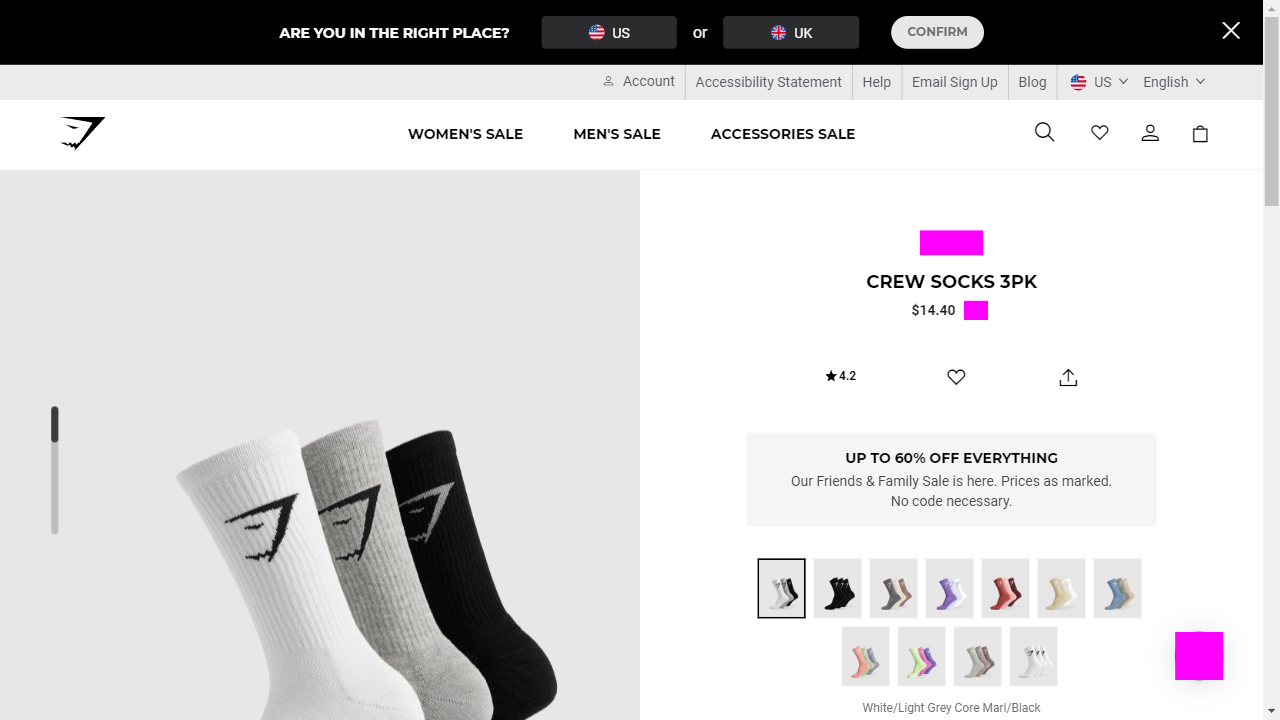 ARE YOU IN THE RIGHT PLACE?
US
or
UK
CONFIRM
Account
Accessibility Statement
Help
Email Sign Up
Blog
US
English
WOMEN'S SALE
MEN'S SALE
ACCESSORIES SALE
CREW SOCKS 3PK
$14.40
4.2
UP TO 60% OFF EVERYTHING
Our Friends & Family Sale is here. Prices as marked.
No code necessary.
White/Light Grey Core Marl/Black